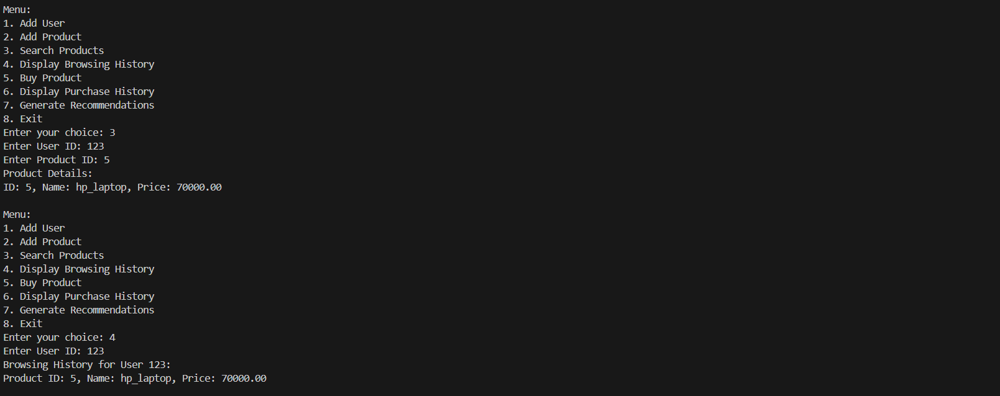 Menu:
1. Add User
2. Add Product
3. Search Products
4. Display Browsing History
5. Buy Product
6. Display Purchase History
7. Generate Recommendations
8. Exit
Enter your choice: 3
Enter User ID: 123
Enter Product ID: 5
Product Details:
ID: 5, Name: hp_laptop, Price: 70000.00
Menu:
1. Add User
2. Add Product
3. Search Products
4. Display Browsing History
5. Buy Product
6. Display Purchase History
7. Generate Recommendations
8. Exit
Enter your choice: 4
Enter User ID: 123
Browsing History for User 123:
Product ID: 5, Name: hp_laptop, Price: 70000.00